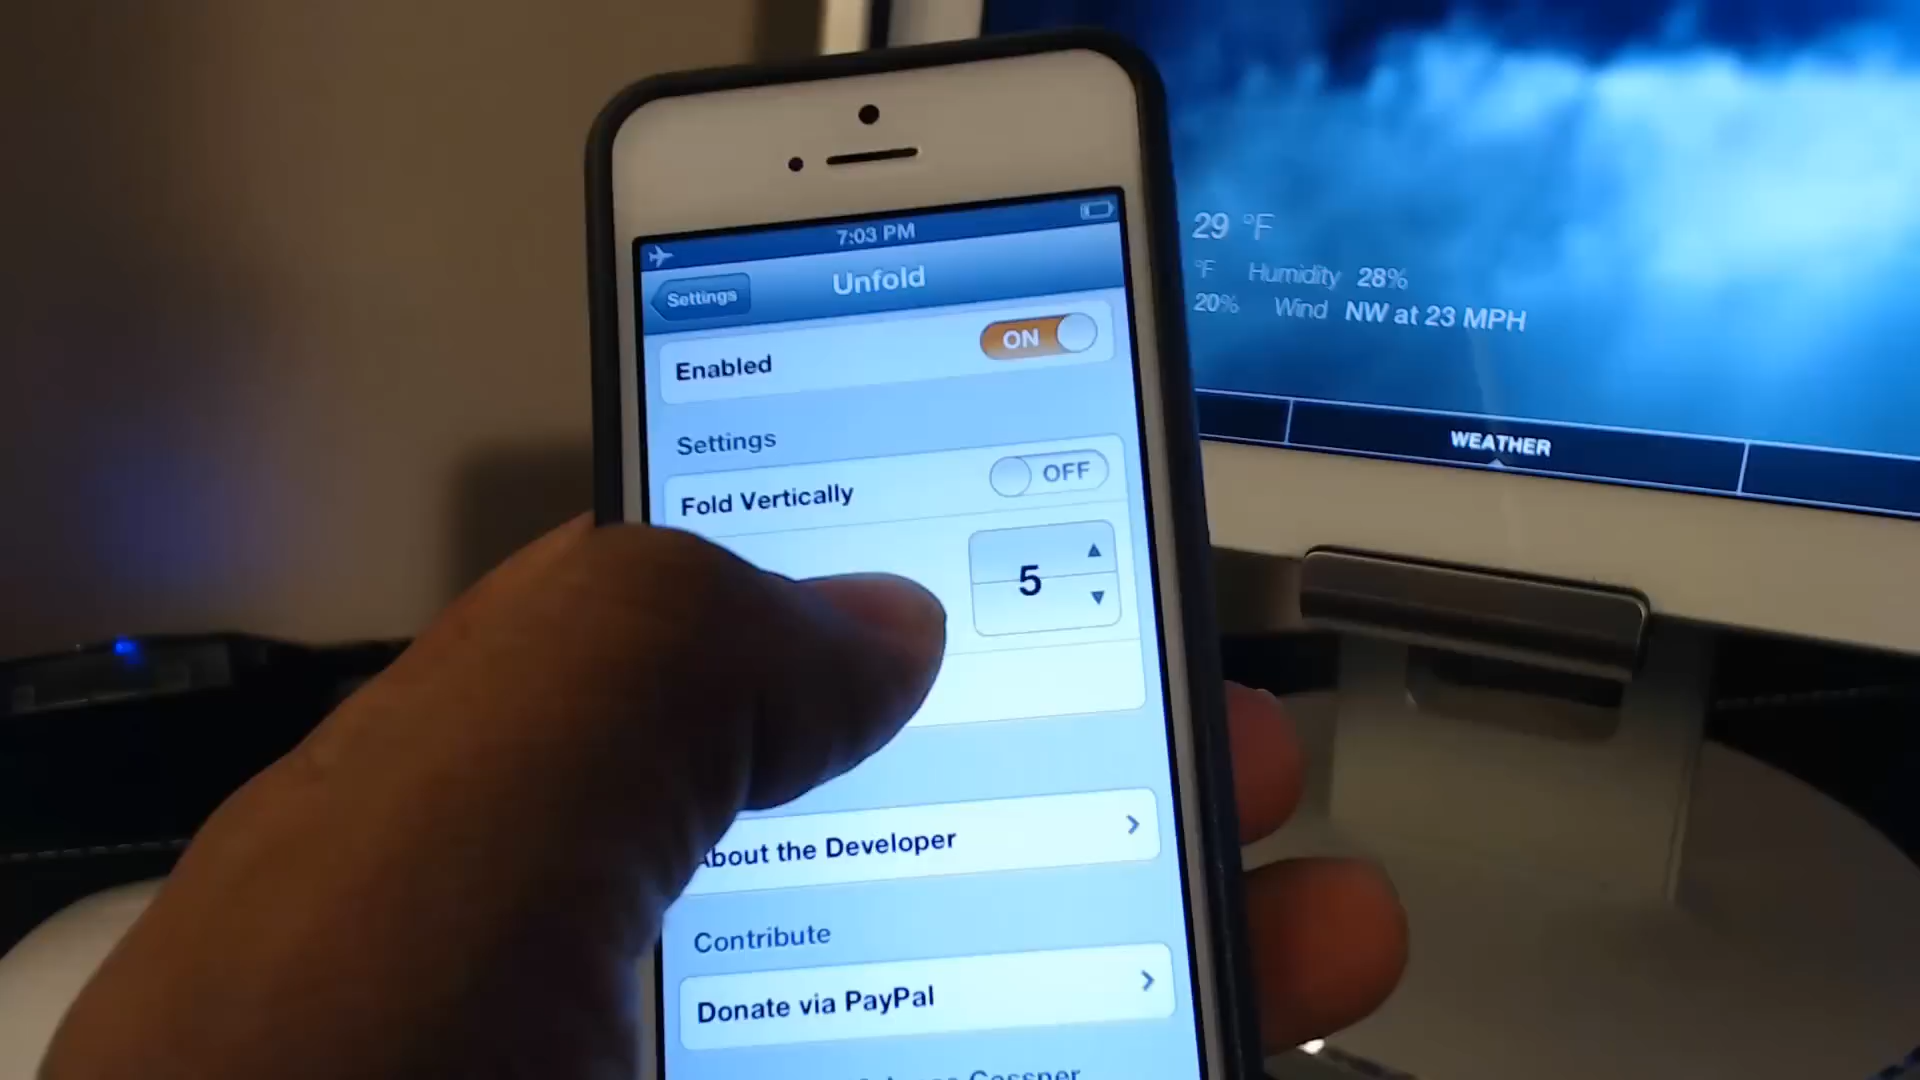 7:03 PM
Settings
Unfold
Enabled
ON
Settings
Fold Vertically
OFF
5
About the Developer
Contribute
Donate via PayPal
29 °F
°F Humidity 28%
20% Wind NW at 23 MPH
WEATHER